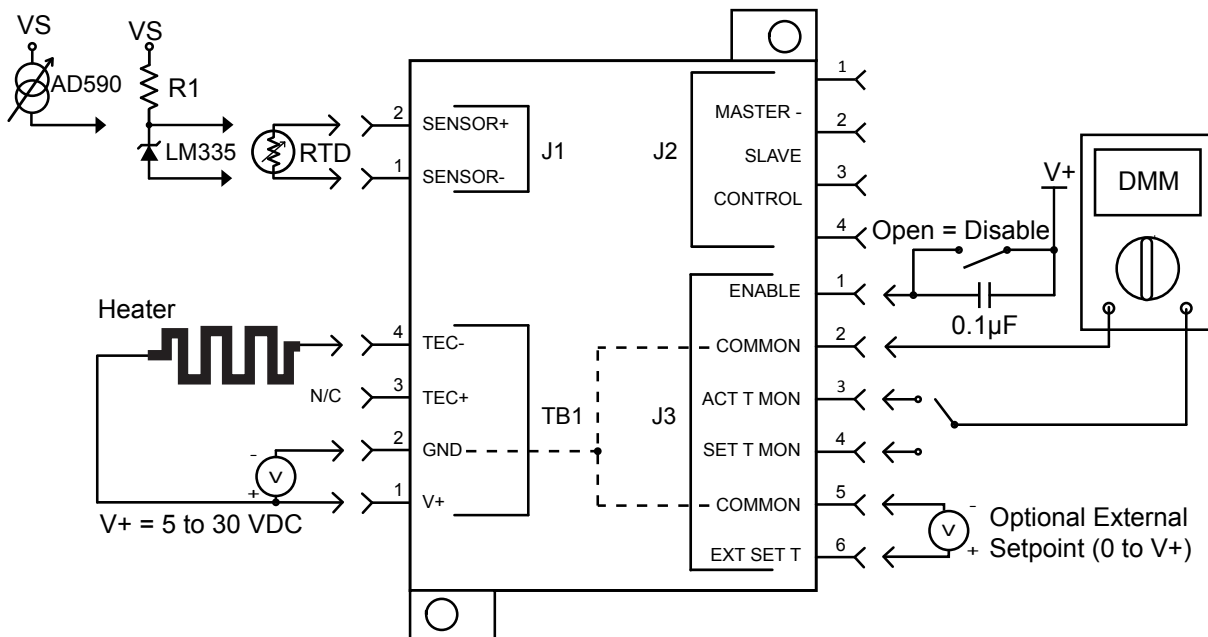 VS
AD590
VS
R1
LM335
RTD
2
SENSOR+
1
SENSOR-
J1
J2
1
MASTER -
2
SLAVE
3
CONTROL
4
V+
DMM
Open = Disable
0.1µF
ENABLE
1
COMMON
2
ACT T MON
3
J3
SET T MON
4
COMMON
5
EXT SET T
6
-
V
+
Optional External
Setpoint (0 to V+)
Heater
4
TEC-
N/C
3
TEC+
TB1
2
GND
-
V
+
1
V+
V+ = 5 to 30 VDC